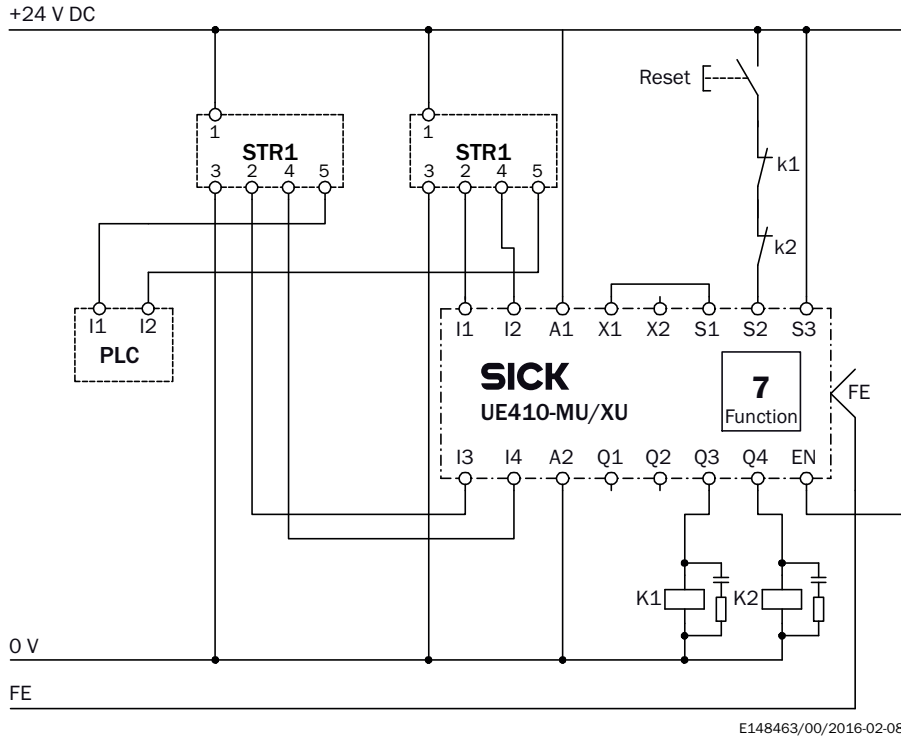 +24 V DC
Reset
1
STR1
3 2 4 5
1
STR1
3 2 4 5
k1
k2
I1 I2
PLC
I1 I2 A1 X1 X2 S1 S2 S3
SICK
UE410-MU/XU
7
Function
FE
I3 I4 A2 Q1 Q2 Q3 Q4 EN
K1
K2
0 V
FE
E148463/00/2016-02-08